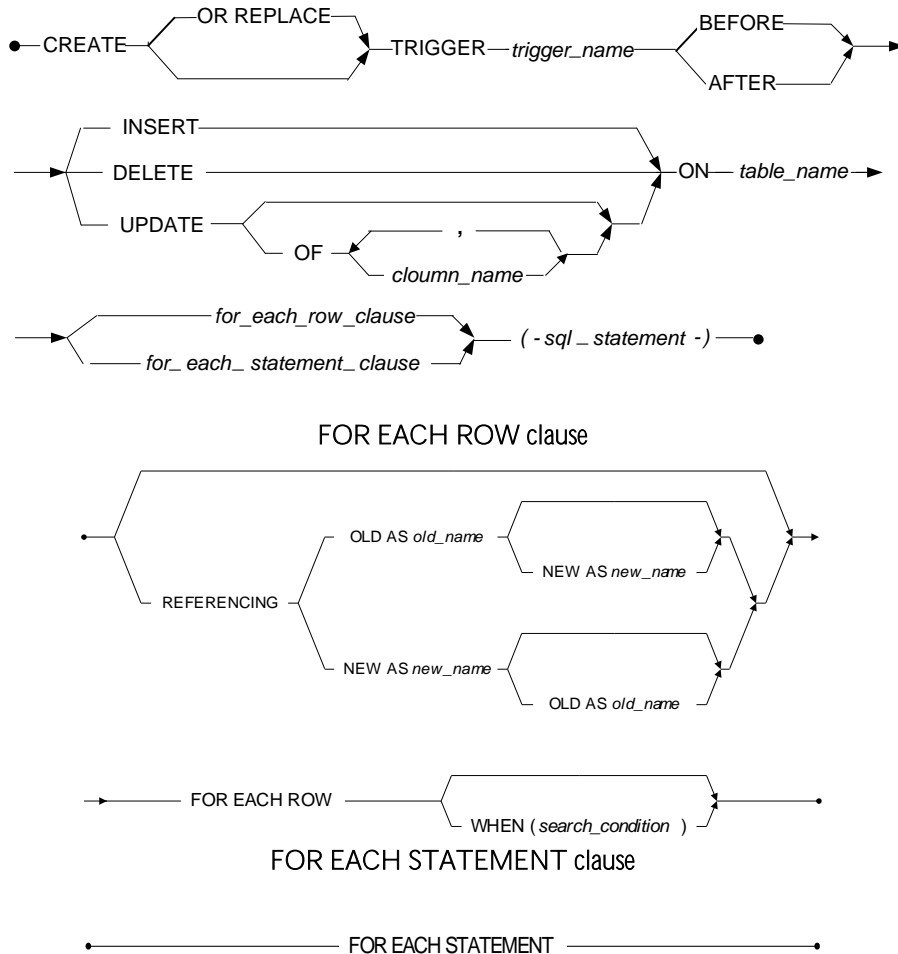 OR REPLACE
CREATE TRIGGER trigger_name BEFORE
AFTER
INSERT
DELETE ON table_name
UPDATE ,
OF
cloumn_name
for_each_row_clause
( - sql _ statement - )
for_ each_ statement_clause
FOR EACH ROW clause
OLD AS old_name
NEW AS new_name
REFERENCING
NEW AS new_name
OLD AS old_name
FOR EACH ROW
WHEN ( search_condition )
FOR EACH STATEMENT clause
FOR EACH STATEMENT